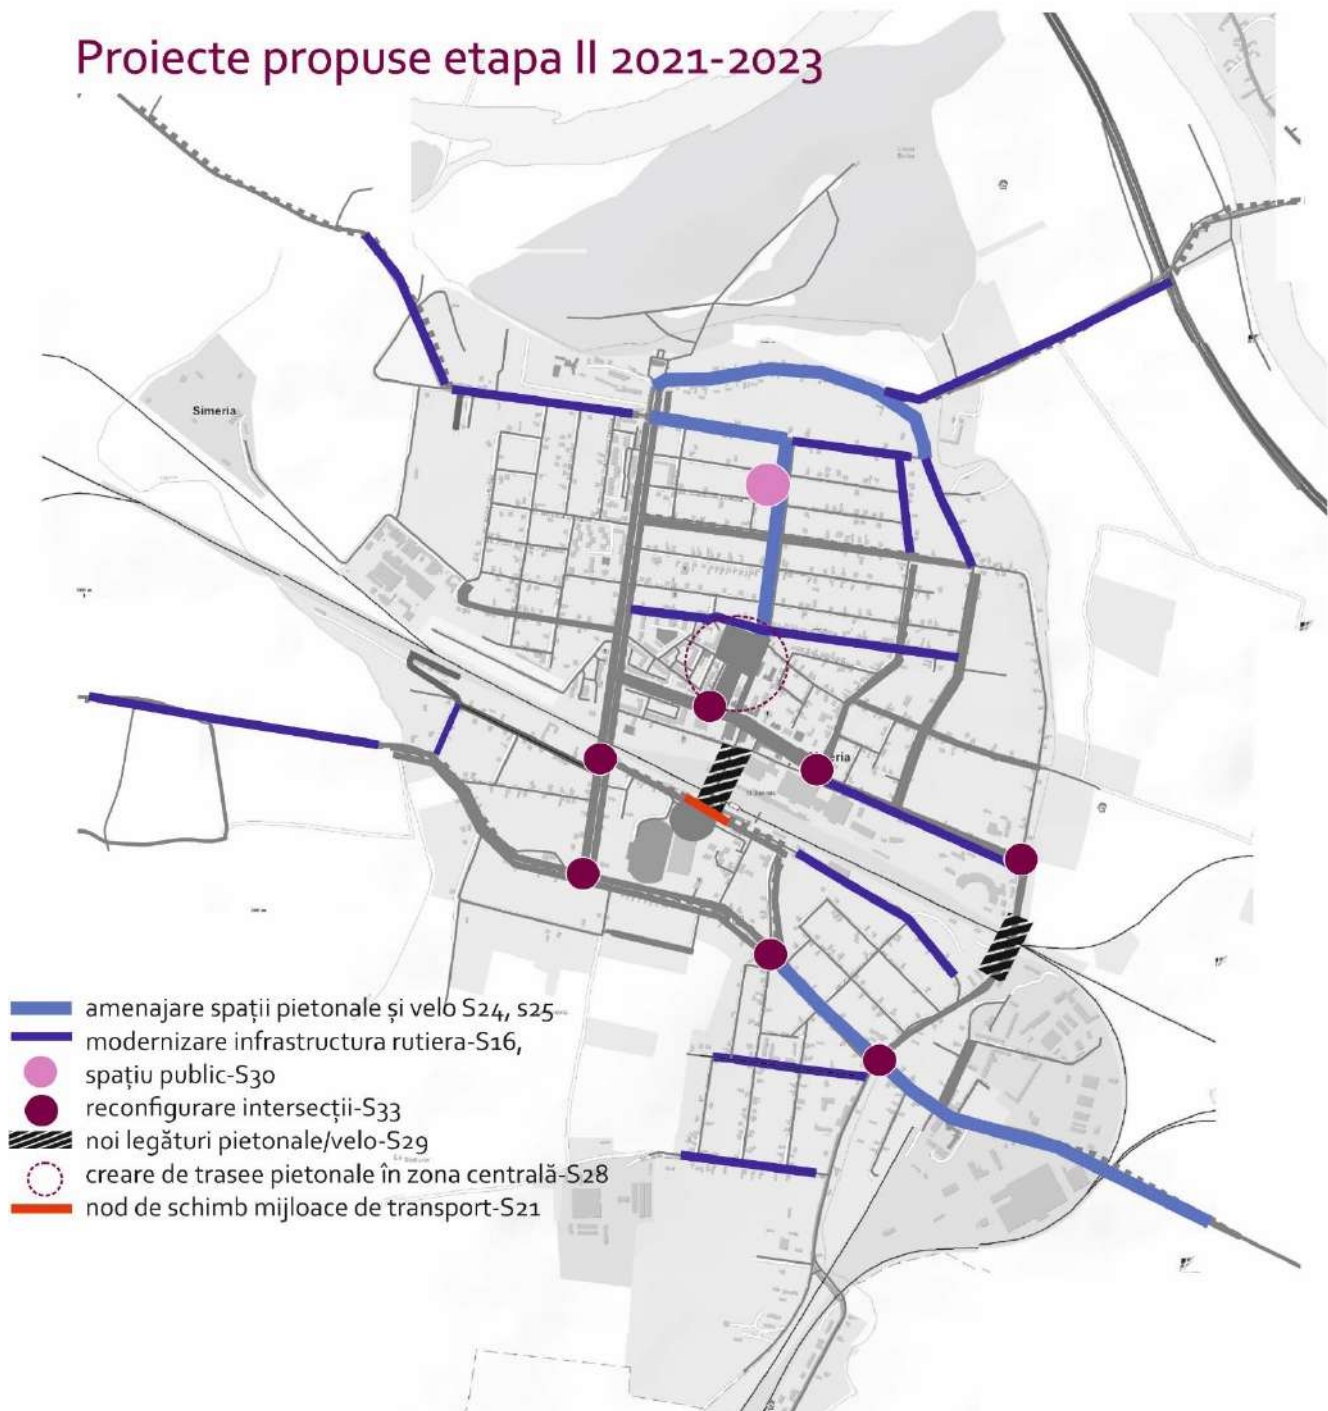 Proiecte propuse etapa II 2021-2023
Simeria
eria
amenajare spații pietonale și velo S24, s25
modernizare infrastructura rutiera-S16,
spațiu public-S30
reconfigurare intersecții-S33
noi legături pietonale/velo-S29
creare de trasee pietonale în zona centrală-S28
nod de schimb mijloace de transport-S21